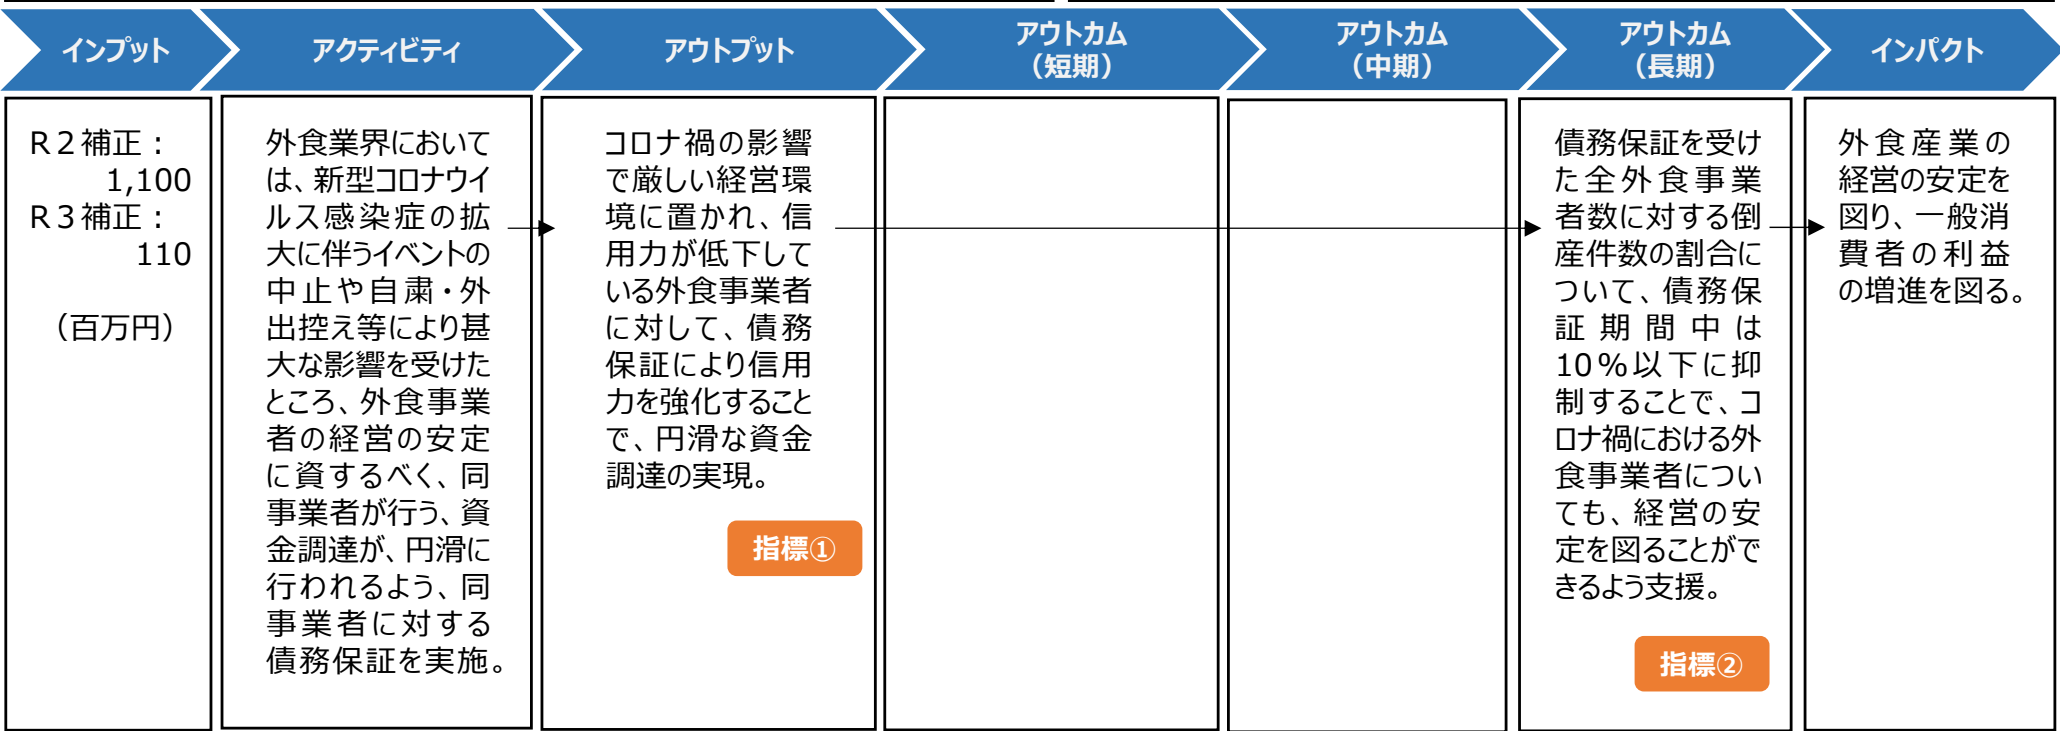 インプット
アクティビティ
アウトプット
アウトカム
（短期）
アウトカム
（中期）
アウトカム
（長期）
インパクト
R２補正：
1,100
R３補正：
110
（百万円）
外食業界において
は、新型コロナウイ
ルス感染症の拡
大に伴うイベントの
中止や自粛・外
出控え等により甚
大な影響を受けた
ところ、外食事業
者の経営の安定
に資するべく、同
事業者が行う、資
金調達が、円滑に
行われるよう、同
事業者に対する
債務保証を実施。
コロナ禍の影響
で厳しい経営環
境に置かれ、信
用力が低下して
いる外食事業者
に対して、債務
保証により信用
力を強化すること
で、円滑な資金
調達の実現。
指標①
債務保証を受け
た全外食事業
者数に対する倒
産件数の割合に
ついて、債務保
証期間中は
10％以下に抑
制することで、コ
ロナ禍における外
食事業者につい
ても、経営の安
定を図ることがで
きるよう支援。
指標②
外食産業の
経営の安定を
図り、一般消
費者の利益
の増進を図る。